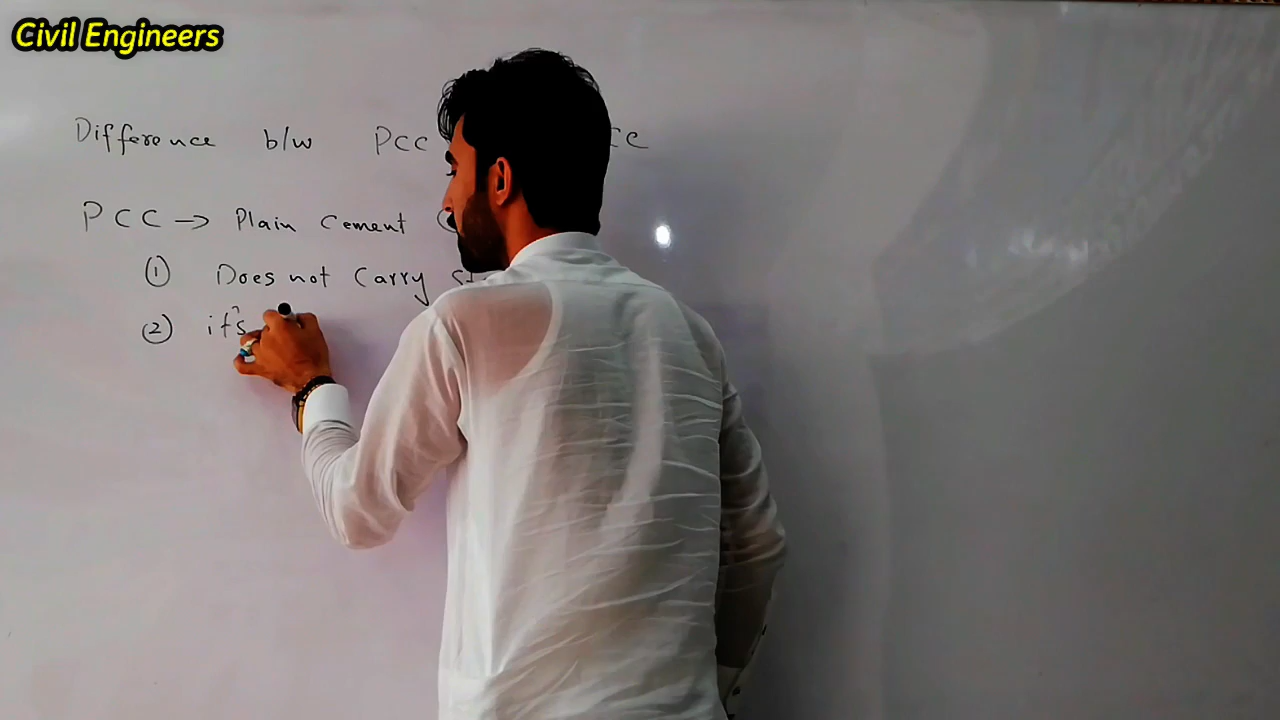 Civil Engineers
Difference b/w PCC
PCC → Plain Cement
① Does not Carry
② it's